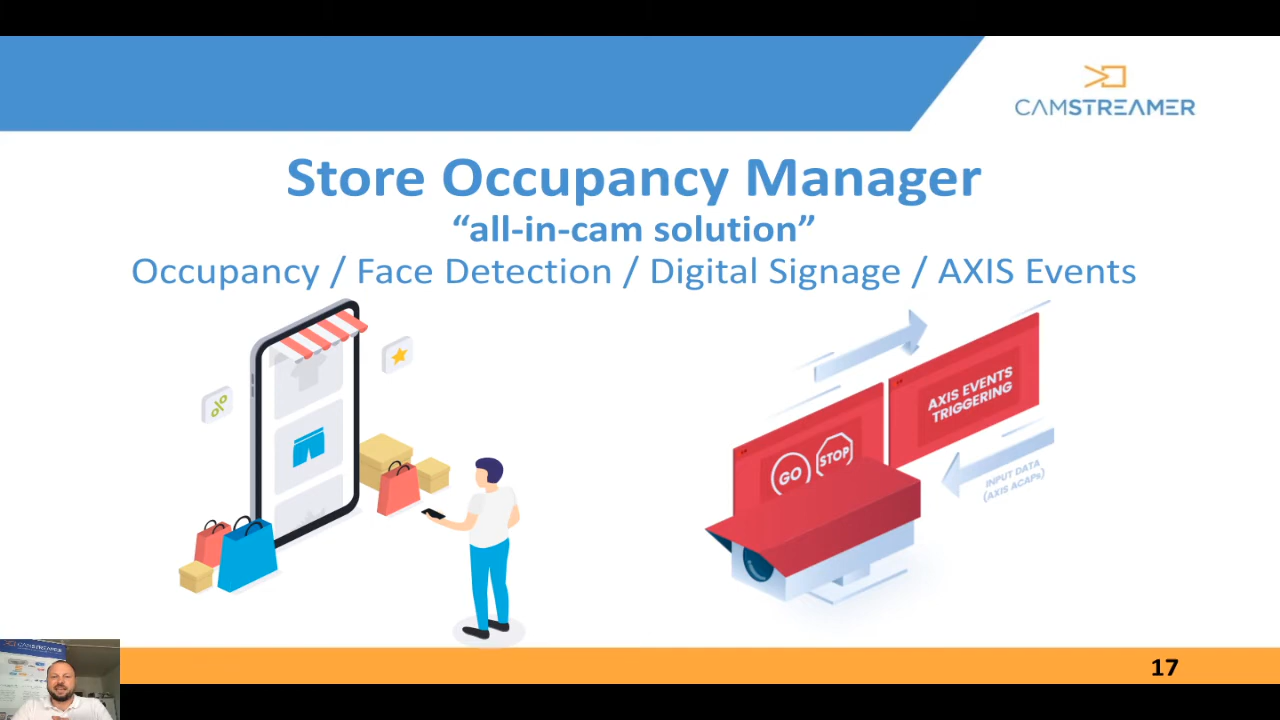 CAMSTREAMER
Store Occupancy Manager
“all-in-cam solution”
Occupancy / Face Detection / Digital Signage / AXIS Events
AXIS EVENTS
TRIGGERING
GO
STOP
INPUT DATA
(AXIS ACAPs)
CAMSTREAMER
17